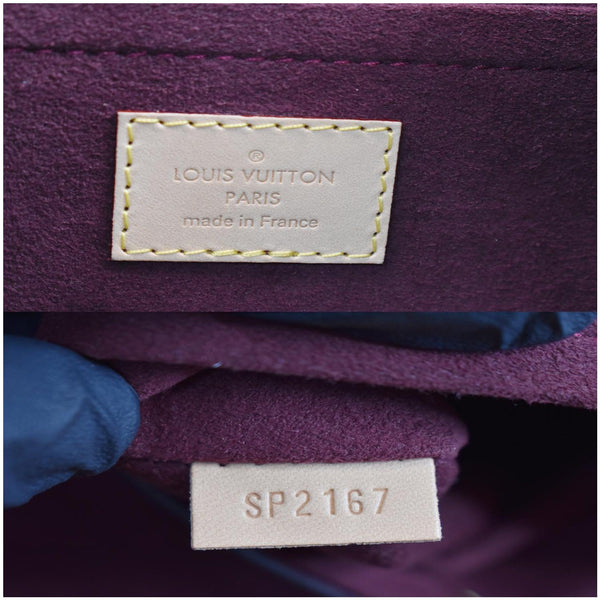 ®
LOUIS VUITTON
PARIS
made in France
SP2167